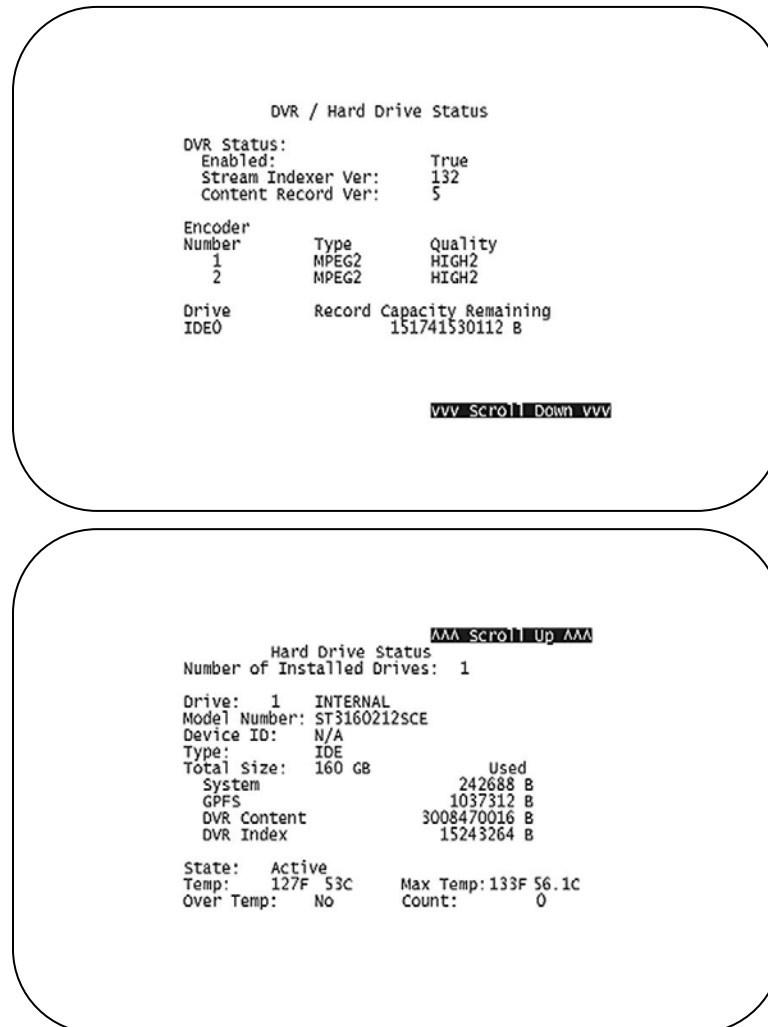 DVR / Hard Drive Status
DVR Status:
Enabled: True
Stream Indexer Ver: 132
Content Record Ver: 5
Encoder
Number Type Quality
1 MPEG2 HIGH2
2 MPEG2 HIGH2
Drive Record Capacity Remaining
IDE0 151741530112 B
vvv Scroll Down vvv
ΛΛΛ Scroll Up ΛΛΛ
Hard Drive Status
Number of Installed Drives: 1
Drive: 1 INTERNAL
Model Number: ST3160212SCE
Device ID: N/A
Type: IDE
Total Size: 160 GB Used
System 242688 B
GPFS 1037312 B
DVR Content 3008470016 B
DVR Index 15243264 B
State: Active
Temp: 127F 53C Max Temp: 133F 56.1C
Over Temp: No Count: 0